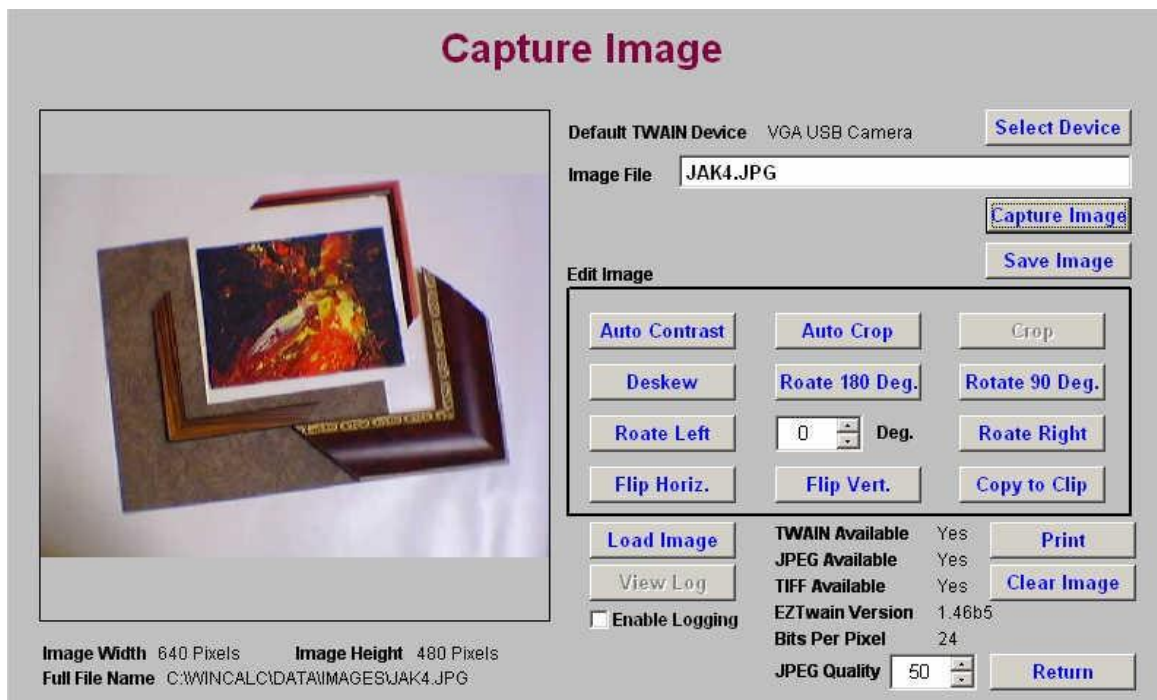 Capture Image
Default TWAIN Device VGA USB Camera Select Device
Image File JAK4.JPG
Capture Image
Save Image
Edit Image
Auto Contrast Auto Crop Crop
Deskew Roate 180 Deg. Rotate 90 Deg.
Roate Left 0 Deg. Roate Right
Flip Horiz. Flip Vert. Copy to Clip
Load Image TWAIN Available Yes Print
JPEG Available Yes
View Log TIFF Available Yes Clear Image
Enable Logging EZTwain Version 1.46b5
Bits Per Pixel 24
JPEG Quality 50 Return
Image Width 640 Pixels Image Height 480 Pixels
Full File Name C:\WINCALC\DATA\IMAGES\JAK4.JPG